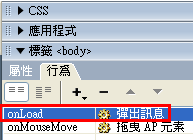 CSS
應用程式
標籤 <body>
屬性 行為
onLoad 彈出訊息
onMouseMove 拖曳 AP 元素